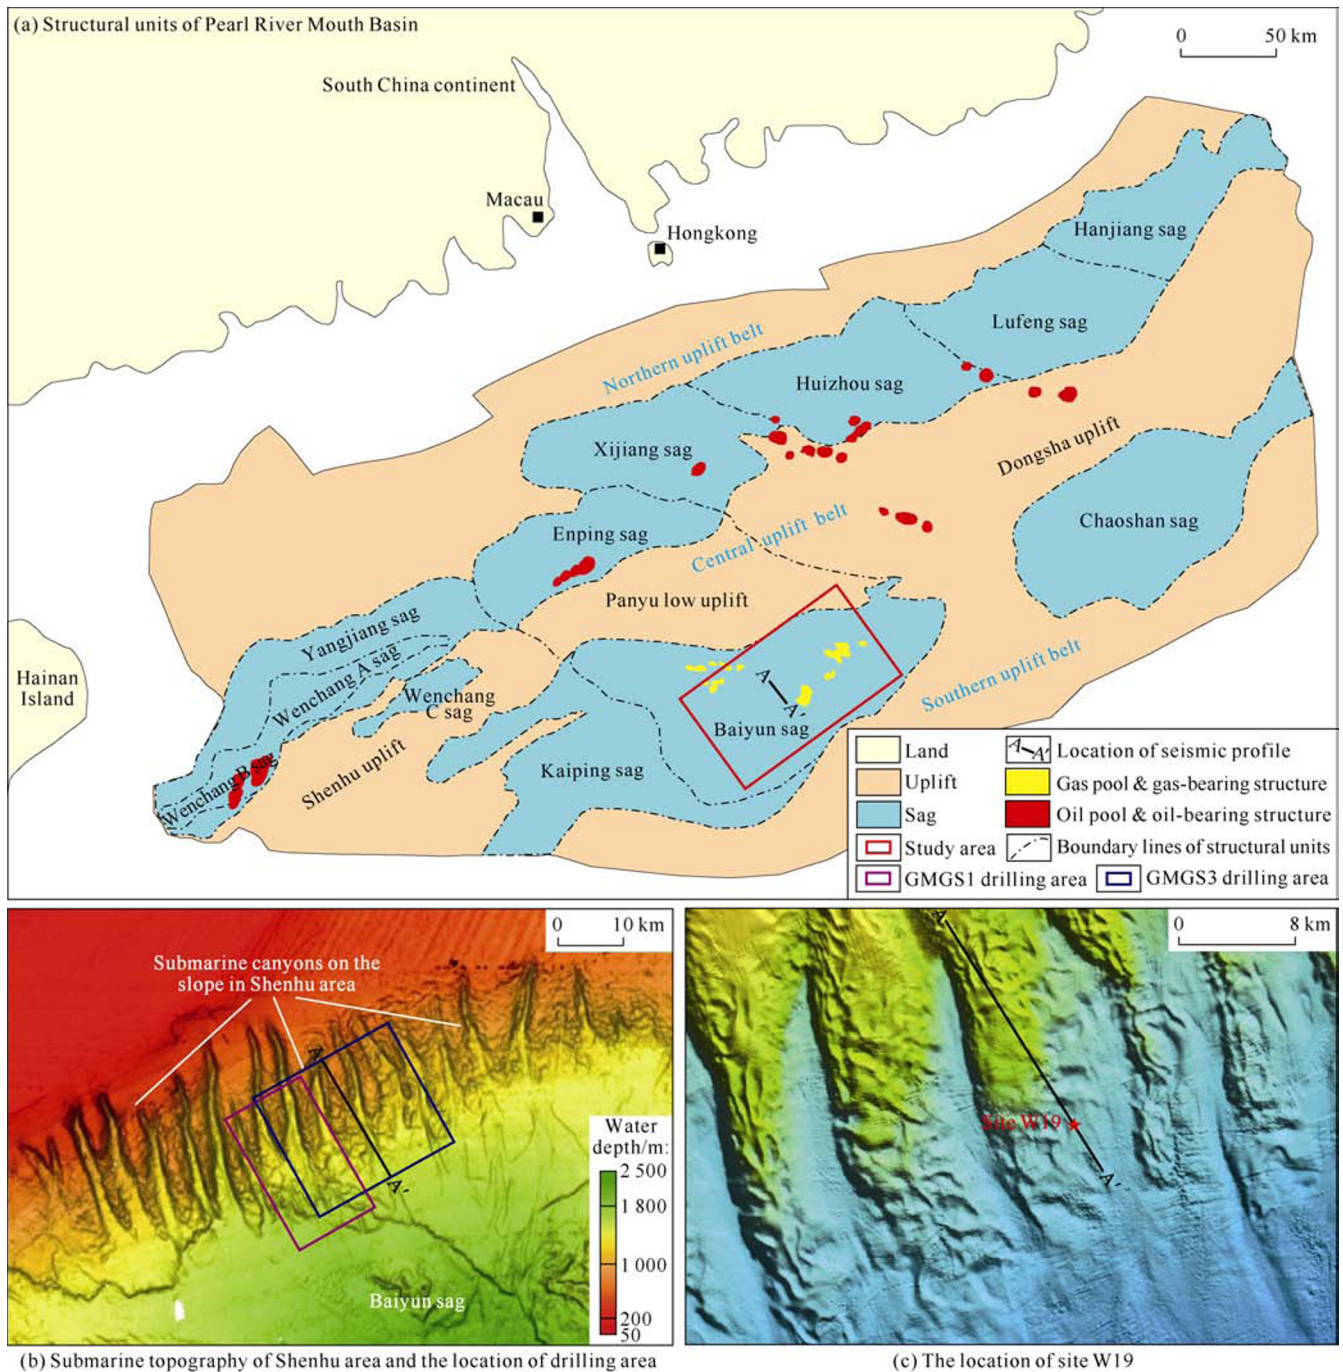 (a) Structural units of Pearl River Mouth Basin
0 50 km
South China continent
Macau
Hongkong
Hanjiang sag
Lufeng sag
Northern uplift belt
Huizhou sag
Xijiang sag
Dongsha uplift
Chaoshan sag
Enping sag
Central uplift belt
Panyu low uplift
Yangjiang sag
Wenchang A sag
Hainan
Island
Wenchang
C sag
A
A'
Southern uplift belt
Baiyun sag
Wenchang B sag
Shenhu uplift
Kaiping sag
Land
A A' Location of seismic profile
Uplift
Gas pool & gas-bearing structure
Sag
Oil pool & oil-bearing structure
Study area
Boundary lines of structural units
GMGS1 drilling area
GMGS3 drilling area
0 10 km
Submarine canyons on the
slope in Shenhu area
A
A'
Water
depth/m:
2 500
1 800
1 000
200
50
Baiyun sag
(b) Submarine topography of Shenhu area and the location of drilling area
A
0 8 km
Site W19
A'
(c) The location of site W19